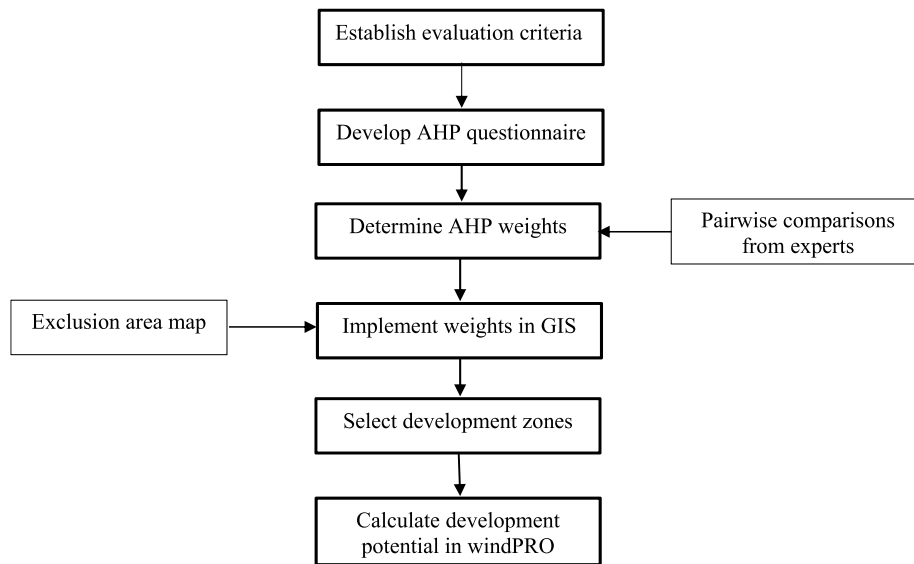 Establish evaluation criteria
Develop AHP questionnaire
Determine AHP weights
Pairwise comparisons
from experts
Exclusion area map
Implement weights in GIS
Select development zones
Calculate development
potential in windPRO